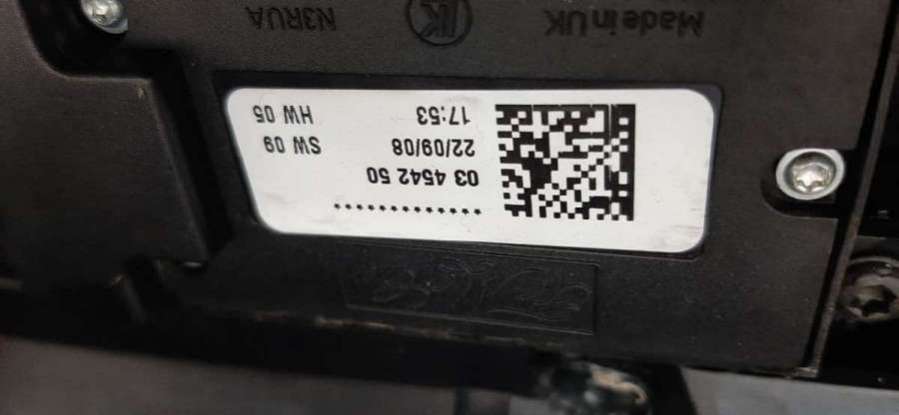 *************
03 4542 50
22/09/08 SW 09
17:53 HW 05
Made in UK N3RUA